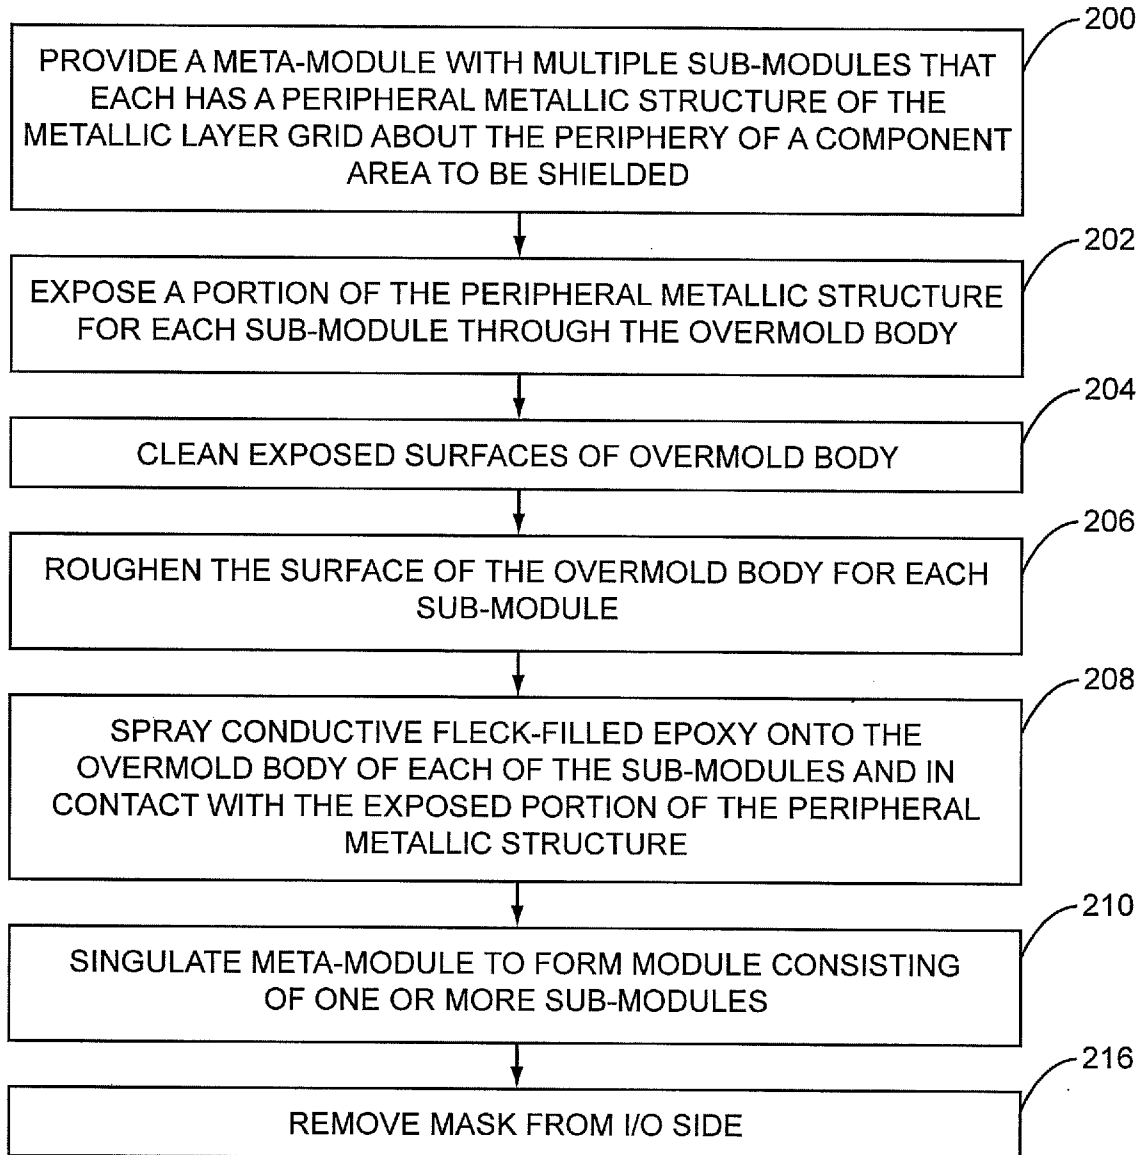 200
PROVIDE A META-MODULE WITH MULTIPLE SUB-MODULES THAT
EACH HAS A PERIPHERAL METALLIC STRUCTURE OF THE
METALLIC LAYER GRID ABOUT THE PERIPHERY OF A COMPONENT
AREA TO BE SHIELDED
202
EXPOSE A PORTION OF THE PERIPHERAL METALLIC STRUCTURE
FOR EACH SUB-MODULE THROUGH THE OVERMOLD BODY
204
CLEAN EXPOSED SURFACES OF OVERMOLD BODY
206
ROUGHEN THE SURFACE OF THE OVERMOLD BODY FOR EACH
SUB-MODULE
208
SPRAY CONDUCTIVE FLECK-FILLED EPOXY ONTO THE
OVERMOLD BODY OF EACH OF THE SUB-MODULES AND IN
CONTACT WITH THE EXPOSED PORTION OF THE PERIPHERAL
METALLIC STRUCTURE
210
SINGULATE META-MODULE TO FORM MODULE CONSISTING
OF ONE OR MORE SUB-MODULES
216
REMOVE MASK FROM I/O SIDE